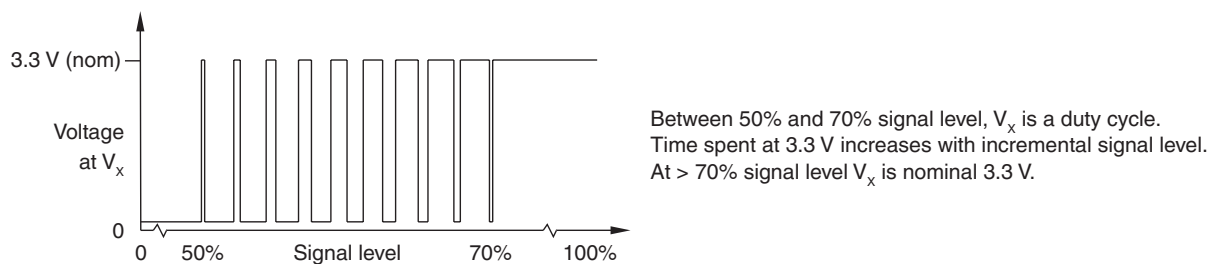 3.3 V (nom)
Voltage
at VX
0
0 50% Signal level 70% 100%
Between 50% and 70% signal level, VX is a duty cycle.
Time spent at 3.3 V increases with incremental signal level.
At > 70% signal level VX is nominal 3.3 V.